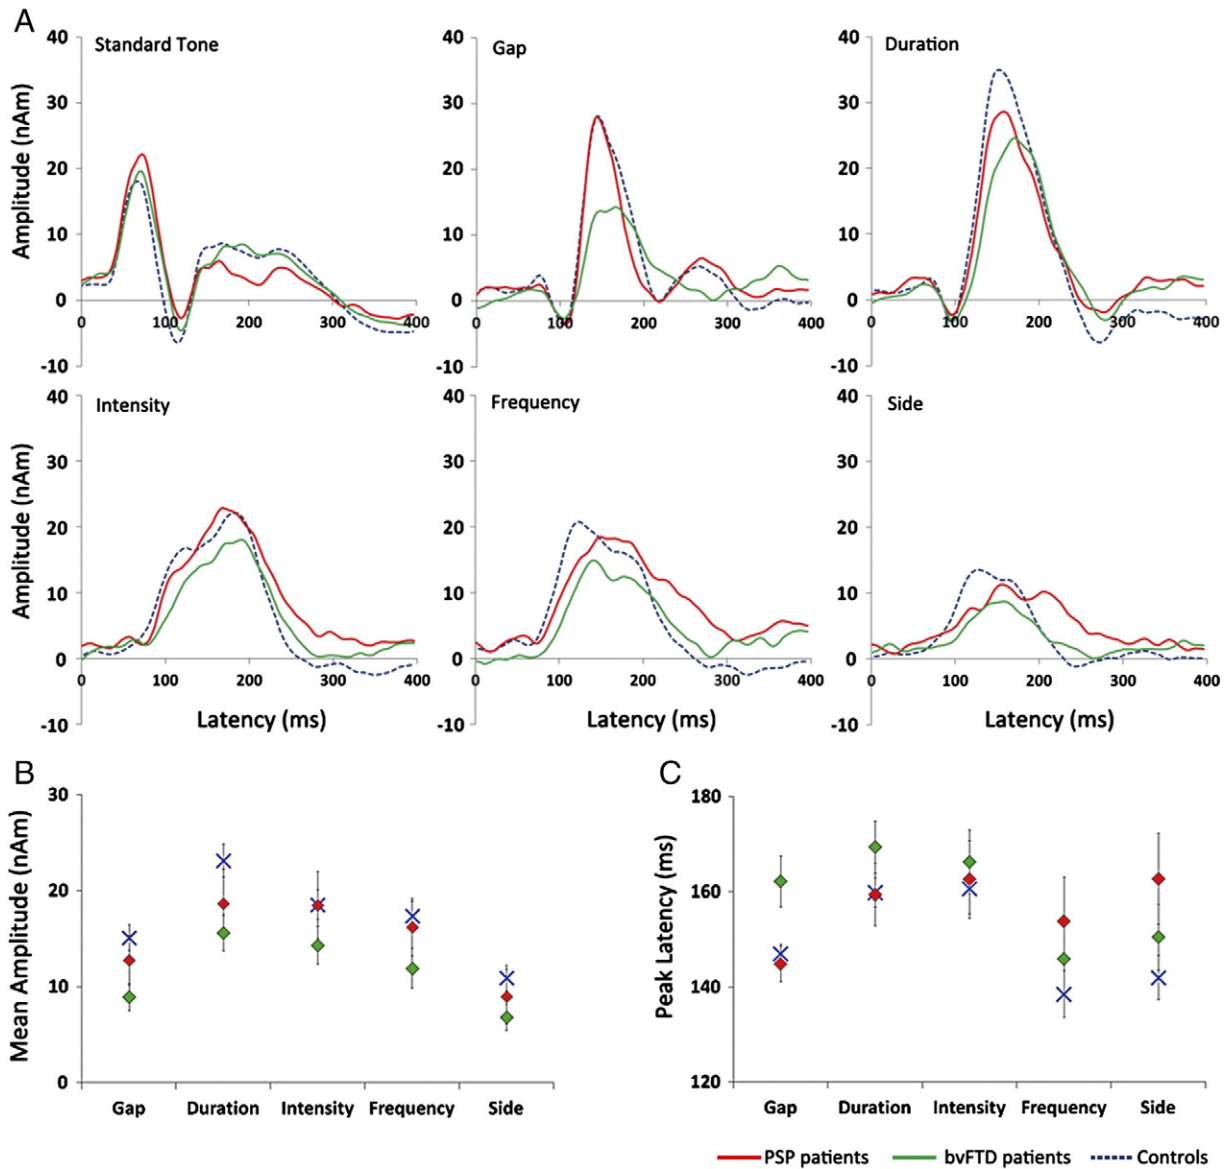 A
Standard Tone
Gap
Duration
Amplitude (nAm)
40
30
20
10
0
-10
0 100 200 300 400
40
30
20
10
0
-10
0 100 200 300 400
40
30
20
10
0
-10
0 100 200 300 400
Intensity
Frequency
Side
Amplitude (nAm)
40
30
20
10
0
-10
0 100 200 300 400
Latency (ms)
40
30
20
10
0
-10
0 100 200 300 400
Latency (ms)
40
30
20
10
0
-10
0 100 200 300 400
Latency (ms)
B
Mean Amplitude (nAm)
30
20
10
0
Gap Duration Intensity Frequency Side
C
Peak Latency (ms)
180
160
140
120
Gap Duration Intensity Frequency Side
PSP patients bvFTD patients Controls